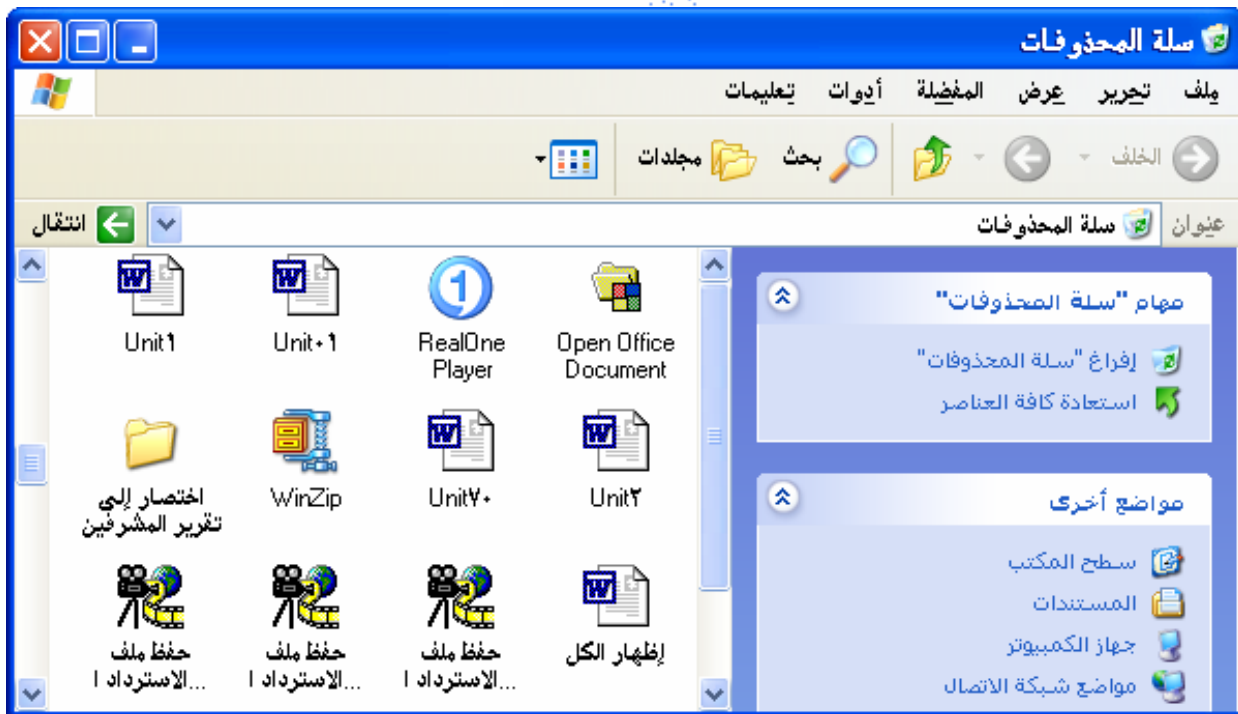 سلة المحذوفات
ملف تحرير عرض المفضلة أدوات تعليمات
الخلف بحث مجلدات
عنوان سلة المحذوفات انتقال
مهام "سلة المحذوفات"
إفراغ "سلة المحذوفات"
استعادة كافة العناصر
مواضع أخرى
سطح المكتب
المستندات
جهاز الكمبيوتر
مواضع شبكة الاتصال
Open Office
Document
RealOne
Player
Unit٠١
Unit١
Unit٢
Unit٧٠
WinZip
اختصار إلى
تقرير المشرفين
إظهار الكل
حفظ ملف
الاسترداد ا...
حفظ ملف
الاسترداد ا...
حفظ ملف
الاسترداد ا...